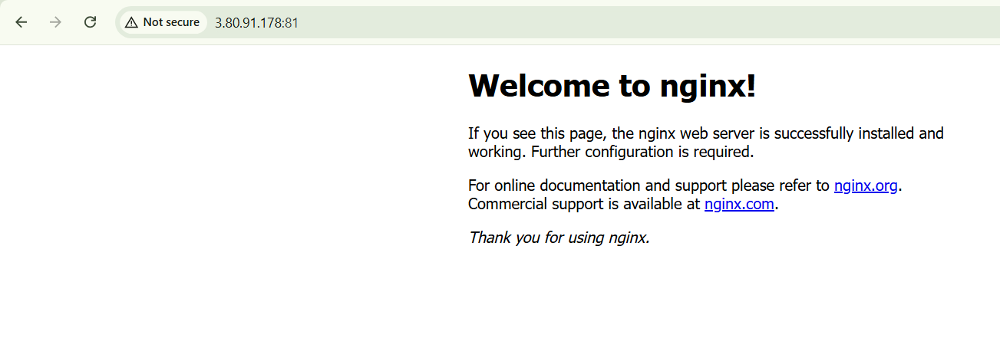 Not secure 3.80.91.178:81
Welcome to nginx!
If you see this page, the nginx web server is successfully installed and
working. Further configuration is required.
For online documentation and support please refer to nginx.org.
Commercial support is available at nginx.com.
Thank you for using nginx.